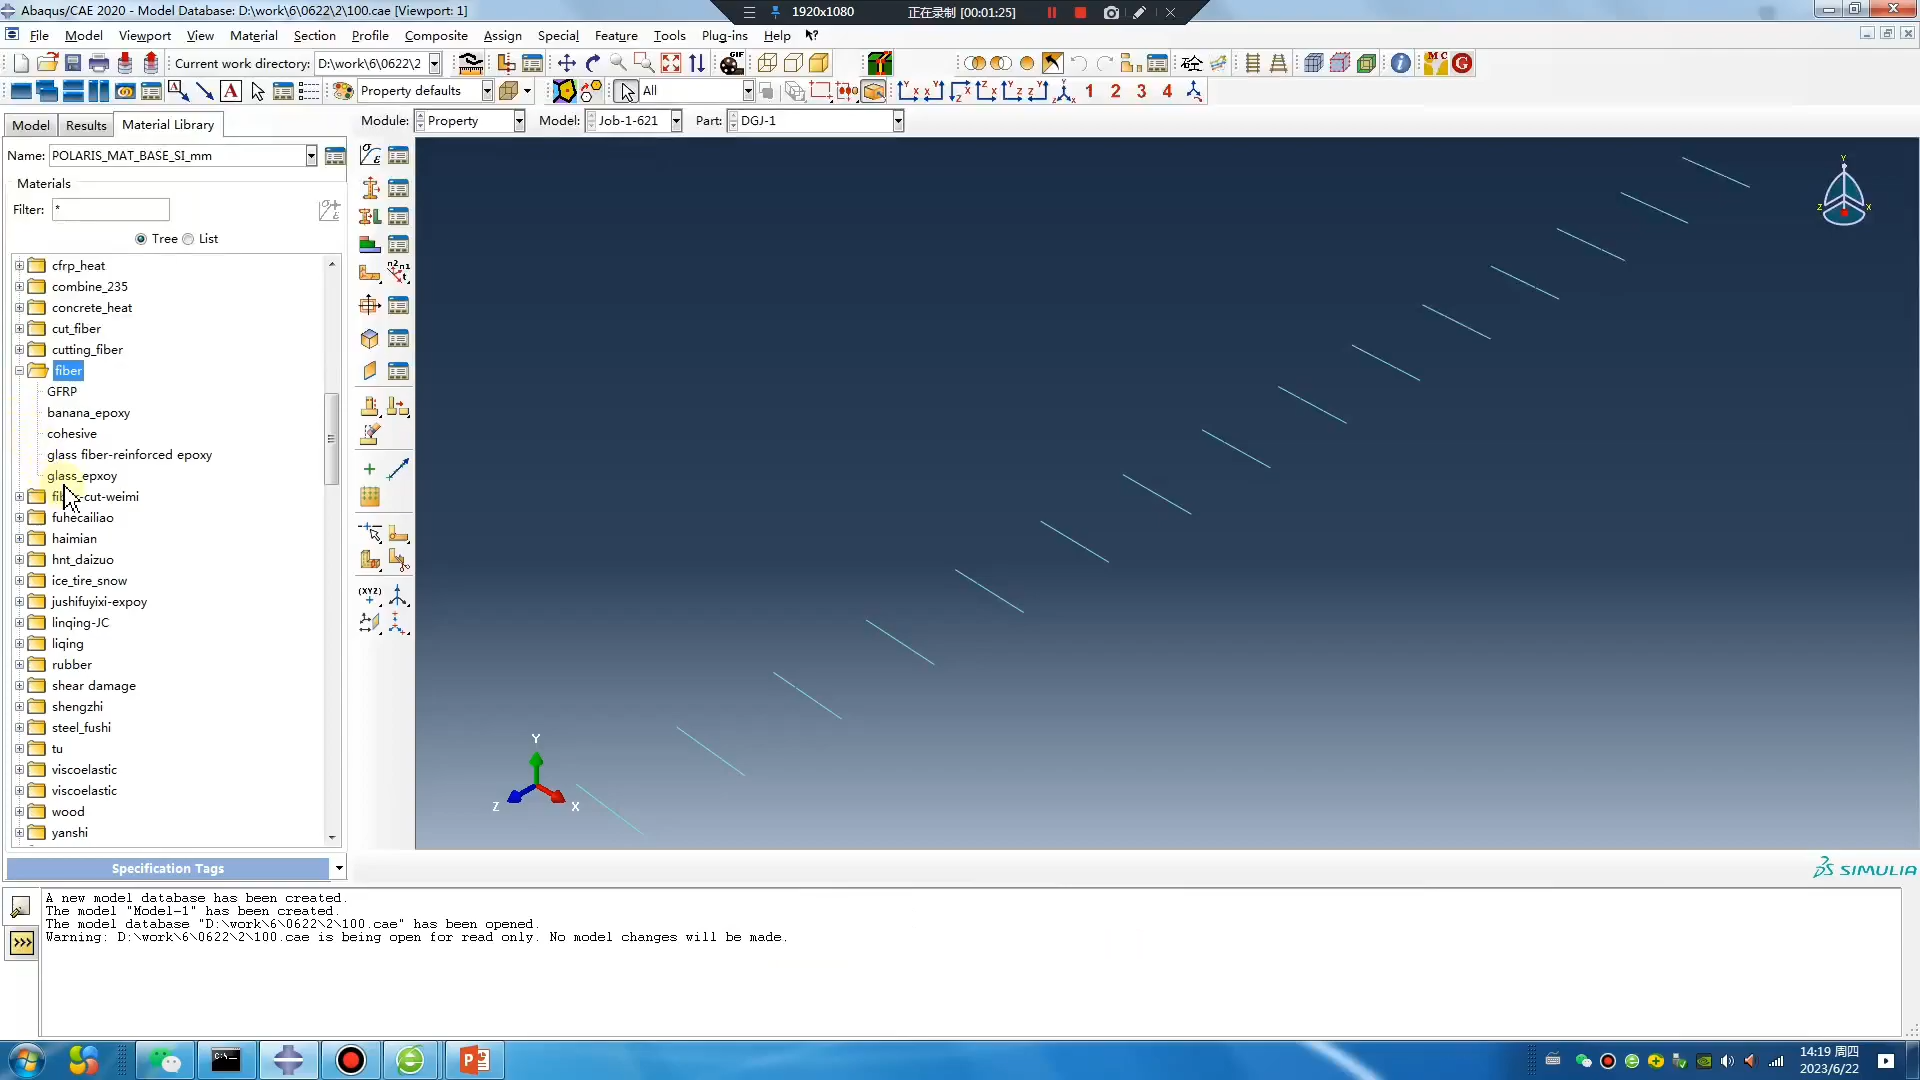 Abaqus/CAE 2020 - Model Database: D:\work\6\0622\2\100.cae [Viewport: 1]
1920x1080
正在录制 [00:01:25]
File Model Viewport View Material Section Profile Composite Assign Special Feature Tools Plug-ins Help
Current work directory: D:\work\6\0622\2
GIF
MC
G
A
Property defaults
All
1 2 3 4
Model Results Material Library
Module: Property Model: Job-1-621 Part: DGJ-1
Name: POLARIS_MAT_BASE_SI_mm
Materials
Filter: *
Tree List
cfrp_heat
combine_235
concrete_heat
cut_fiber
cutting_fiber
fiber
GFRP
banana_epoxy
cohesive
glass fiber-reinforced epoxy
glass_epxoy
-cut-weimi
fuhecailiao
haimian
hnt_daizuo
ice_tire_snow
jushifuyixi-expoy
linqing-JC
liqing
rubber
shear damage
shengzhi
steel_fushi
tu
viscoelastic
viscoelastic
wood
yanshi
Specification Tags
(XYZ)
Y
Z X
Y
Z X
SIMULIA
A new model database has been created.
The model "Model-1" has been created.
The model database "D:\work\6\0622\2\100.cae" has been opened.
Warning: D:\work\6\0622\2\100.cae is being open for read only. No model changes will be made.
14:19 周四
2023/6/22